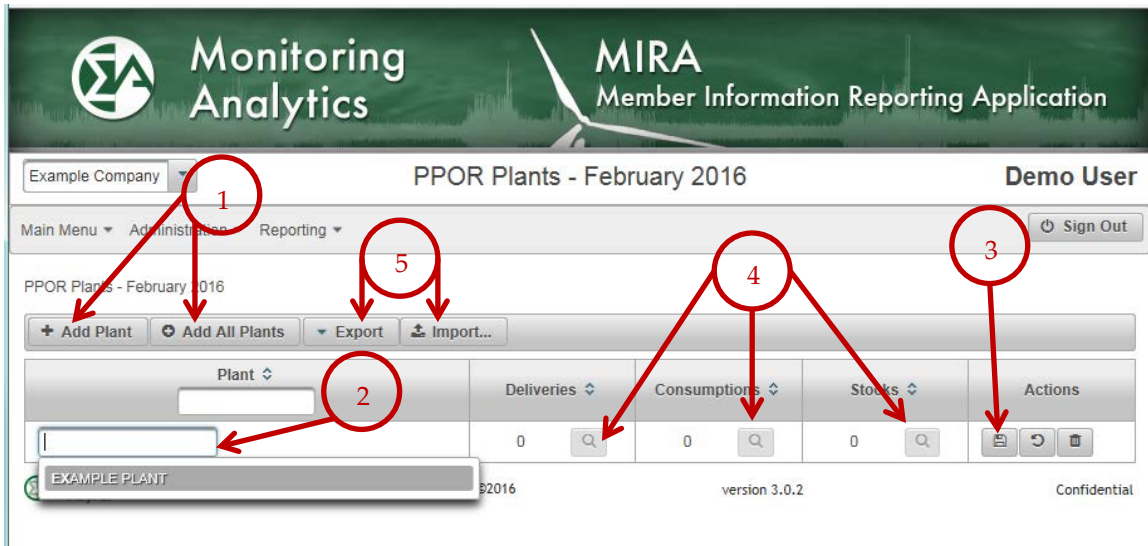 Monitoring
Analytics
MIRA
Member Information Reporting Application
Example Company
PPOR Plants - February 2016
Demo User
1
Main Menu
Administration
Reporting
Sign Out
5
4
3
PPOR Plants - February 2016
Add Plant
Add All Plants
Export
Import...
Plant
2
Deliveries
Consumptions
Stocks
Actions
0
0
0
EXAMPLE PLANT
©2016
version 3.0.2
Confidential